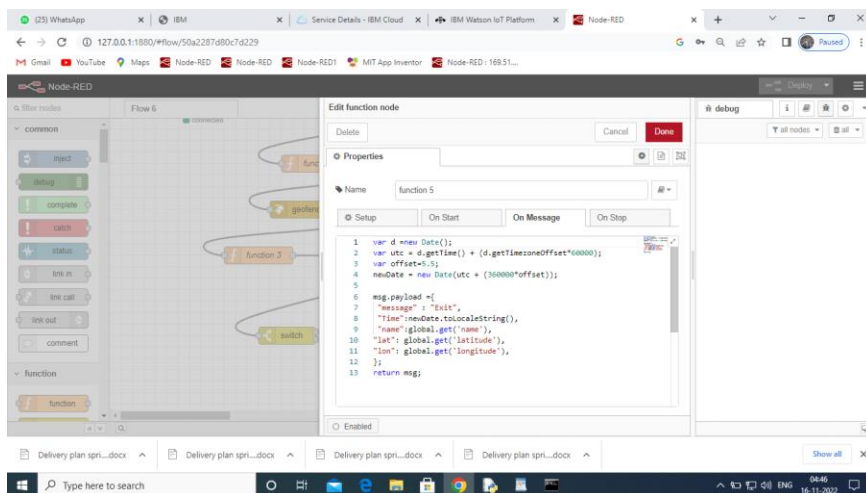 (25) WhatsApp
IBM
Service Details - IBM Cloud
IBM Watson IoT Platform
Node-RED
127.0.0.1:1880/#flow/50a2287d80c7d229
Paused
Gmail
YouTube
Maps
Node-RED
Node-RED
Node-RED1
MIT App Inventor
Node-RED : 169.51....
Node-RED
Deploy
filter nodes
Flow 6
Edit function node
debug
common
Delete
Cancel
Done
all nodes
all
inject
func
Properties
debug
Name
function 5
complete
geofenc
Setup
On Start
On Message
On Stop
catch
status
function 3
1 var d =new Date();
2 var utc = d.getTime() + (d.getTimezoneOffset*60000);
3 var offset=5.5;
4 newDate = new Date(utc + (360000*offset));
5
6 msg.payload ={
7 "message" : "Exit",
8 "Time":newDate.toLocaleString(),
9 "name":global.get('name'),
10 "lat": global.get('latitude'),
11 "lon": global.get('longitude'),
12 };
13 return msg;
link in
link call
link out
switch
comment
function
function
Enabled
Delivery plan spri....docx
Delivery plan spri....docx
Delivery plan spri....docx
Delivery plan spri....docx
Show all
Type here to search
ENG
04:46
16-11-2022